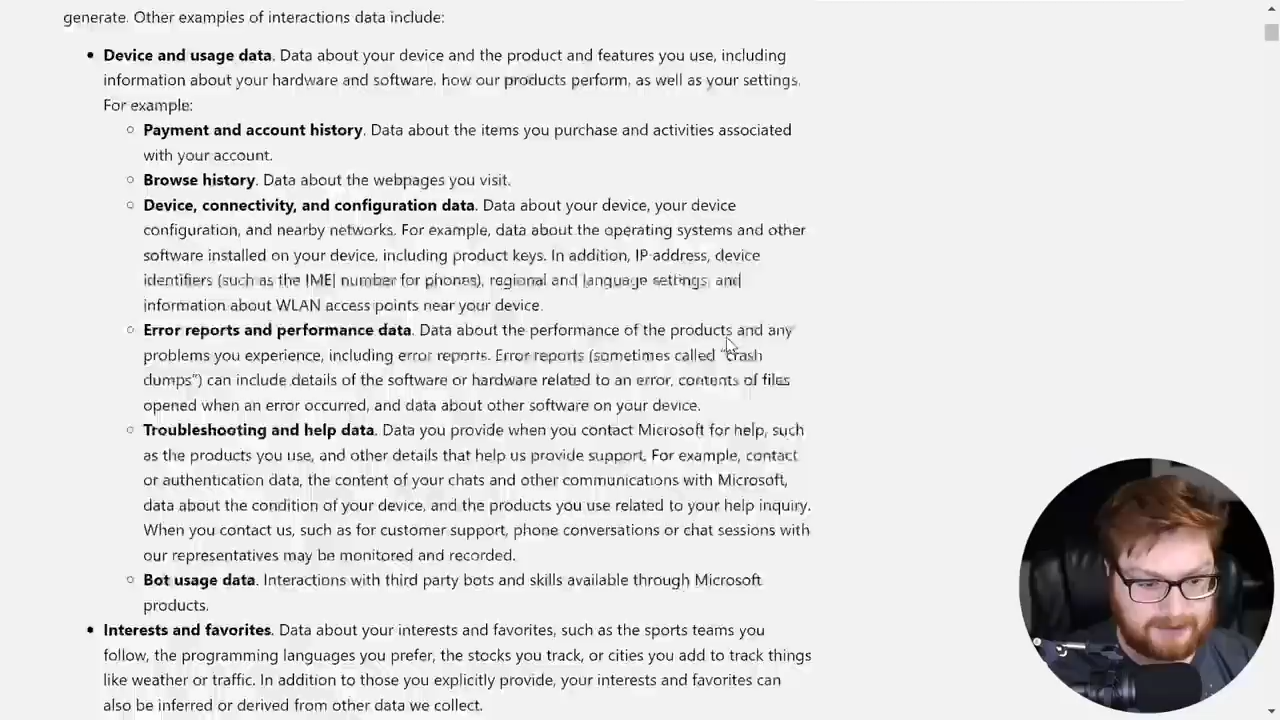 generate. Other examples of interactions data include:
• Device and usage data. Data about your device and the product and features you use, including
information about your hardware and software, how our products perform, as well as your settings.
For example:
○ Payment and account history. Data about the items you purchase and activities associated
with your account.
○ Browse history. Data about the webpages you visit.
○ Device, connectivity, and configuration data. Data about your device, your device
configuration, and nearby networks. For example, data about the operating systems and other
software installed on your device, including product keys. In addition, IP address, device
identifiers (such as the IMEI number for phones), regional and language settings, and
information about WLAN access points near your device.
○ Error reports and performance data. Data about the performance of the products and any
problems you experience, including error reports. Error reports (sometimes called “crash
dumps”) can include details of the software or hardware related to an error, contents of files
opened when an error occurred, and data about other software on your device.
○ Troubleshooting and help data. Data you provide when you contact Microsoft for help, such
as the products you use, and other details that help us provide support. For example, contact
or authentication data, the content of your chats and other communications with Microsoft,
data about the condition of your device, and the products you use related to your help inquiry.
When you contact us, such as for customer support, phone conversations or chat sessions with
our representatives may be monitored and recorded.
○ Bot usage data. Interactions with third party bots and skills available through Microsoft
products.
• Interests and favorites. Data about your interests and favorites, such as the sports teams you
follow, the programming languages you prefer, the stocks you track, or cities you add to track things
like weather or traffic. In addition to those you explicitly provide, your interests and favorites can
also be inferred or derived from other data we collect.